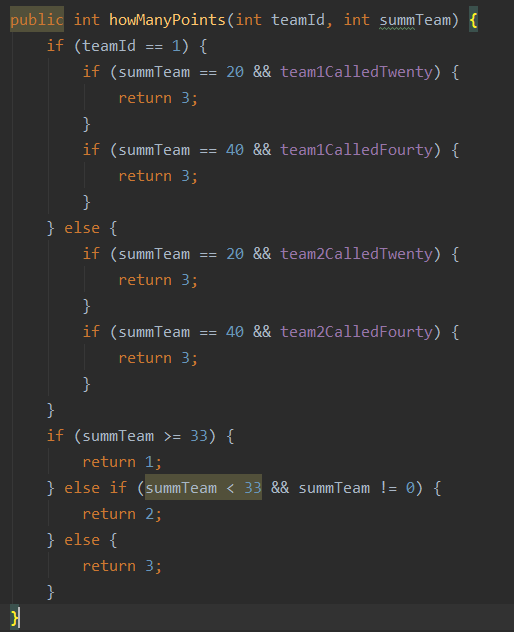 public int howManyPoints(int teamId, int summTeam) {
    if (teamId == 1) {
        if (summTeam == 20 && team1CalledTwenty) {
            return 3;
        }
        if (summTeam == 40 && team1CalledFourty) {
            return 3;
        }
    } else {
        if (summTeam == 20 && team2CalledTwenty) {
            return 3;
        }
        if (summTeam == 40 && team2CalledFourty) {
            return 3;
        }
    }
    if (summTeam >= 33) {
        return 1;
    } else if (summTeam < 33 && summTeam != 0) {
        return 2;
    } else {
        return 3;
    }
}